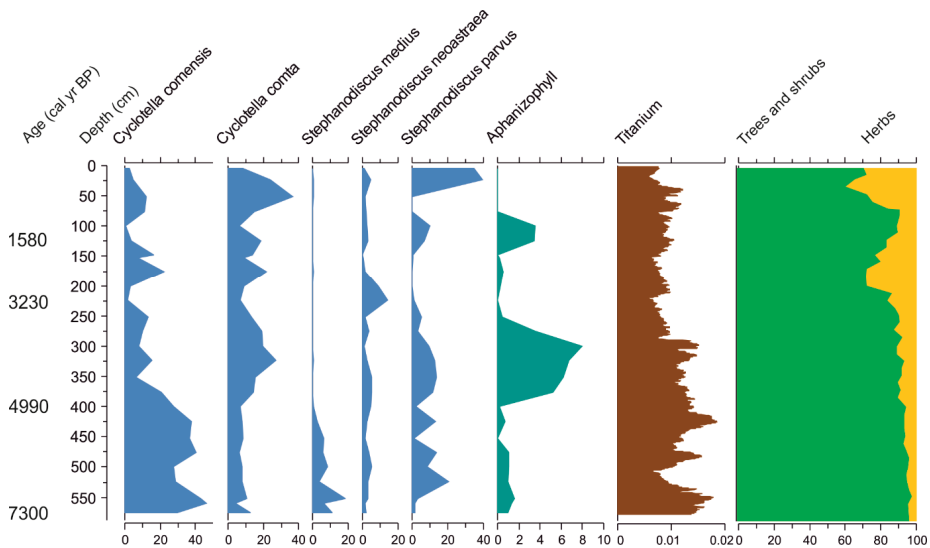 Age (cal yr BP)
Depth (cm)
Cyclotella comensis
Cyclotella comta
Stephanodiscus medius
Stephanodiscus neoastraea
Stephanodiscus parvus
Aphanizophyll
Titanium
Trees and shrubs
Herbs
0
50
100
1580
150
200
3230
250
300
350
4990
400
450
500
550
7300
0 20 40 0 20 40 0 20 0 20 0 20 40 0 2 4 6 8 10 0 0.01 0.02 0 20 40 60 80 100